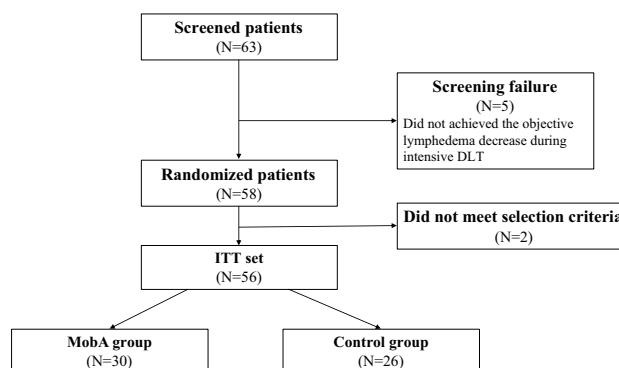 Screened patients
(N=63)
Screening failure
(N=5)
Did not achieved the objective
lymphedema decrease during
intensive DLT
Randomized patients
(N=58)
Did not meet selection criteria
(N=2)
ITT set
(N=56)
MobA group
(N=30)
Control group
(N=26)